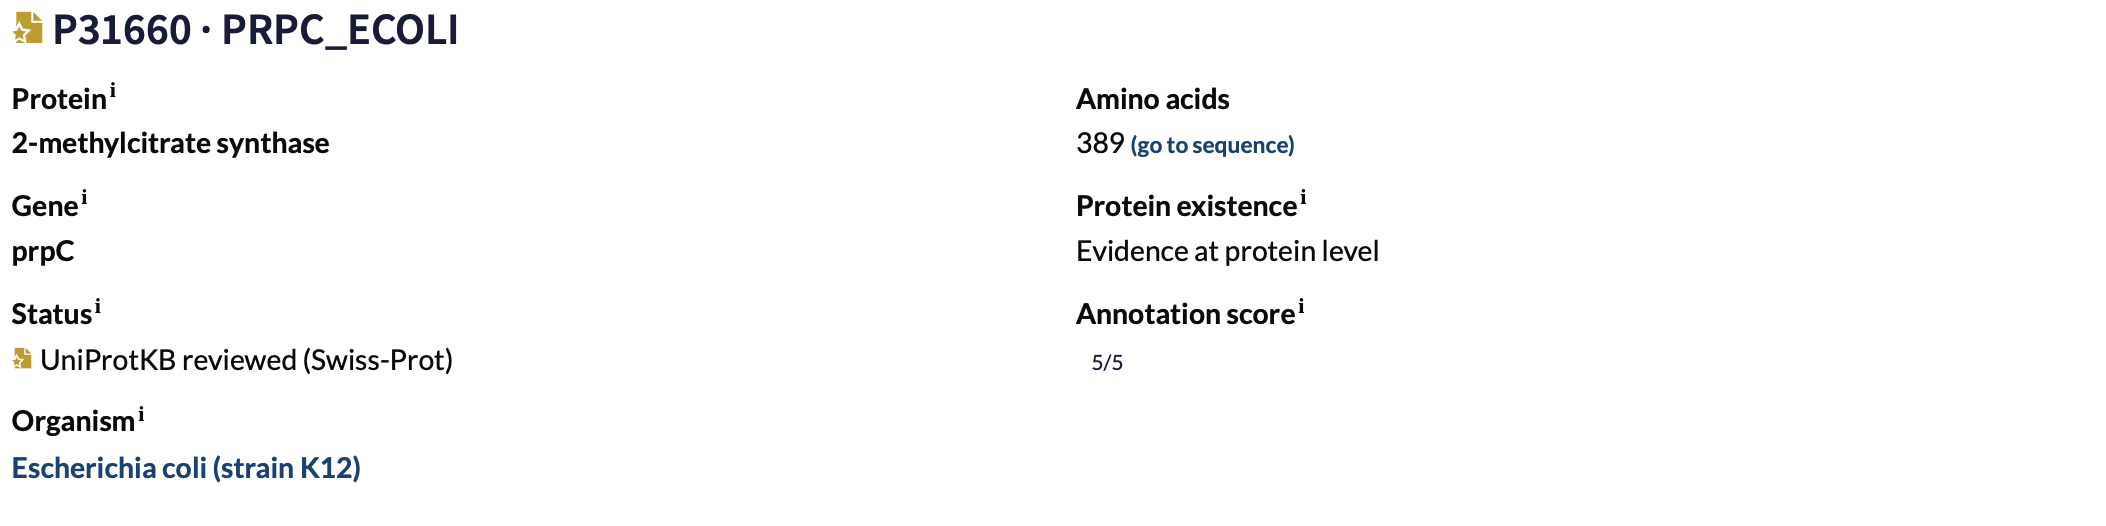 P31660 · PRPC_ECOLI
Protein i
2-methylcitrate synthase
Gene i
prpC
Status i
UniProtKB reviewed (Swiss-Prot)
Organism i
Escherichia coli (strain K12)
Amino acids
389 (go to sequence)
Protein existence i
Evidence at protein level
Annotation score i
5/5